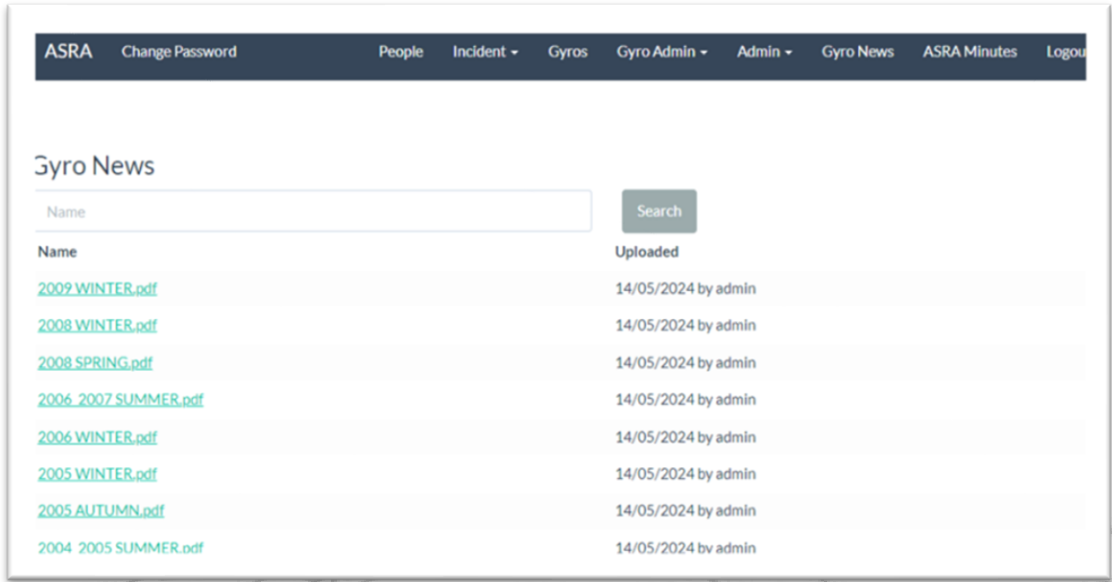 ASRA Change Password People Incident Gyros Gyro Admin Admin Gyro News ASRA Minutes Logou
Gyro News
Name Search
Name Uploaded
2009 WINTER.pdf 14/05/2024 by admin
2008 WINTER.pdf 14/05/2024 by admin
2008 SPRING.pdf 14/05/2024 by admin
2006_2007 SUMMER.pdf 14/05/2024 by admin
2006 WINTER.pdf 14/05/2024 by admin
2005 WINTER.pdf 14/05/2024 by admin
2005 AUTUMN.pdf 14/05/2024 by admin
2004_2005 SUMMER.pdf 14/05/2024 by admin